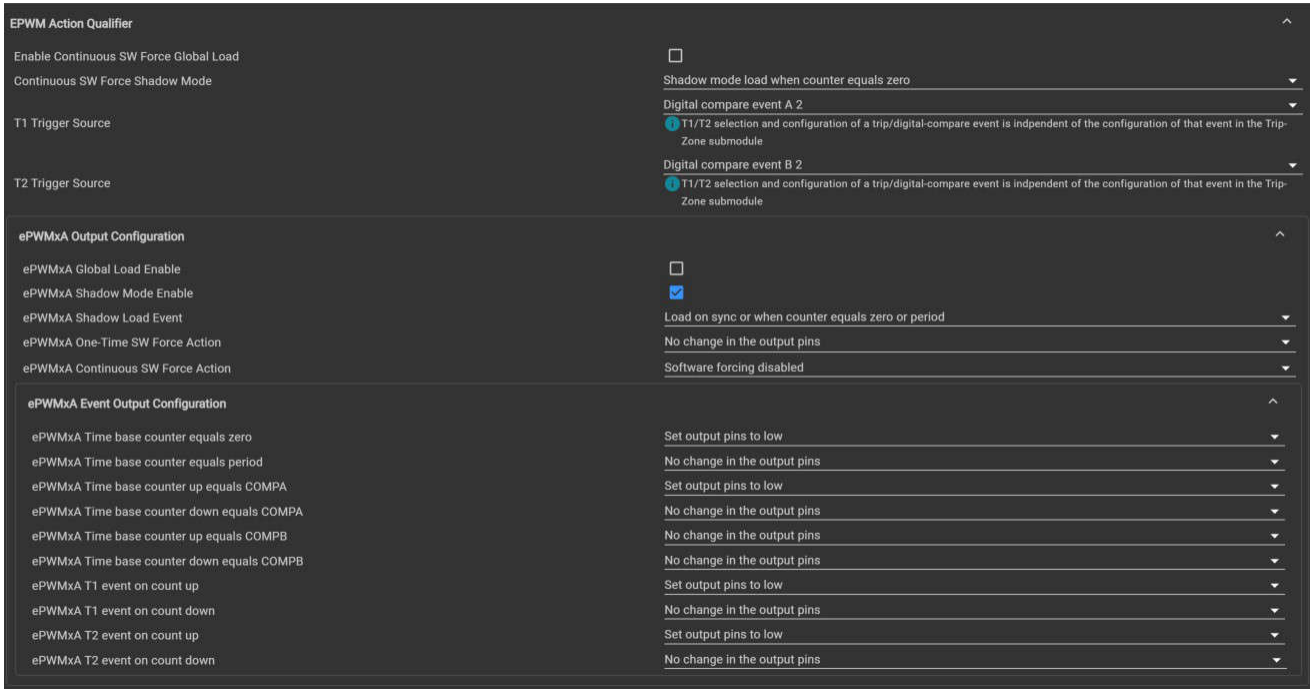 EPWM Action Qualifier
Enable Continuous SW Force Global Load
Continuous SW Force Shadow Mode Shadow mode load when counter equals zero
Digital compare event A 2
T1 Trigger Source T1/T2 selection and configuration of a trip/digital-compare event is indpendent of the configuration of that event in the Trip-
Zone submodule
Digital compare event B 2
T2 Trigger Source T1/T2 selection and configuration of a trip/digital-compare event is indpendent of the configuration of that event in the Trip-
Zone submodule
ePWMxA Output Configuration
ePWMxA Global Load Enable
ePWMxA Shadow Mode Enable
ePWMxA Shadow Load Event Load on sync or when counter equals zero or period
ePWMxA One-Time SW Force Action No change in the output pins
ePWMxA Continuous SW Force Action Software forcing disabled
ePWMxA Event Output Configuration
ePWMxA Time base counter equals zero Set output pins to low
ePWMxA Time base counter equals period No change in the output pins
ePWMxA Time base counter up equals COMPA Set output pins to low
ePWMxA Time base counter down equals COMPA No change in the output pins
ePWMxA Time base counter up equals COMPB No change in the output pins
ePWMxA Time base counter down equals COMPB No change in the output pins
ePWMxA T1 event on count up Set output pins to low
ePWMxA T1 event on count down No change in the output pins
ePWMxA T2 event on count up Set output pins to low
ePWMxA T2 event on count down No change in the output pins